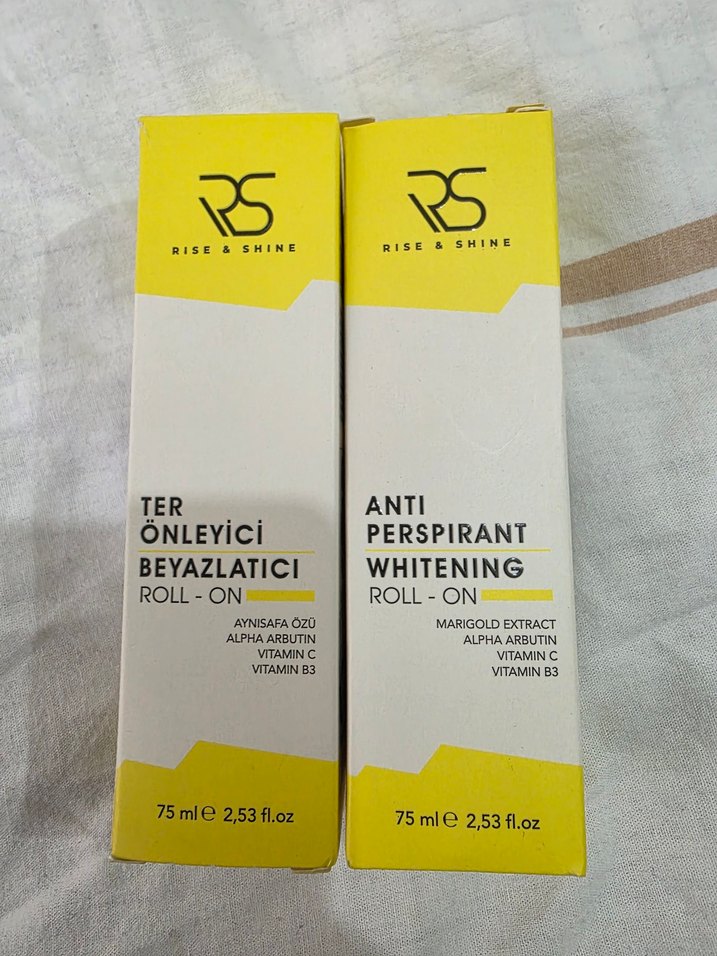 RS
RISE & SHINE
TER
ÖNLEYİCİ
BEYAZLATICI
ROLL - ON
AYNISAFA ÖZÜ
ALPHA ARBUTIN
VITAMIN C
VITAMIN B3
75 ml ℮ 2,53 fl.oz
RS
RISE & SHINE
ANTI
PERSPIRANT
WHITENING
ROLL - ON
MARIGOLD EXTRACT
ALPHA ARBUTIN
VITAMIN C
VITAMIN B3
75 ml ℮ 2,53 fl.oz